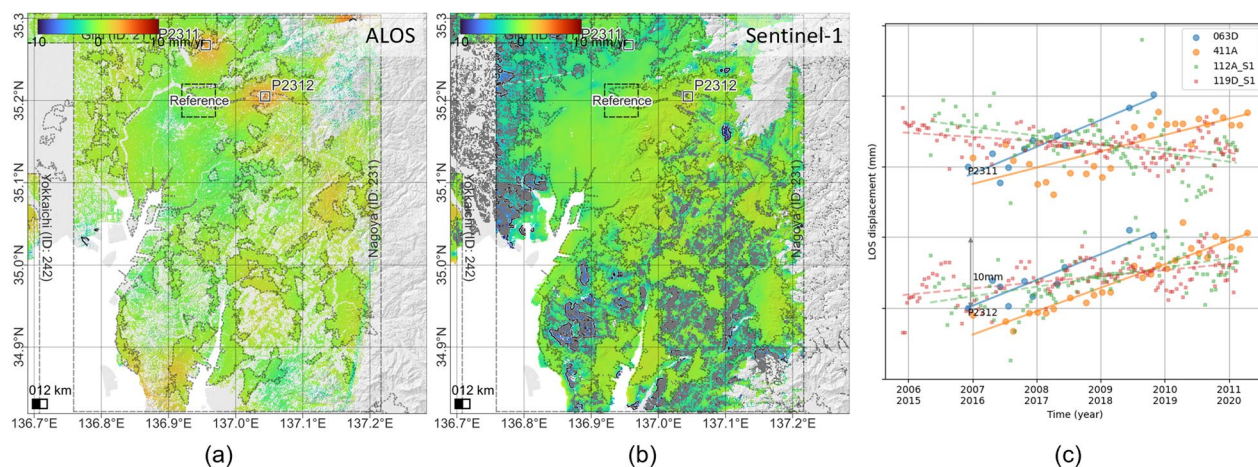 35.3
35.2
35.1°N
35.0°N
34.9°N
-10 0 10 mm/yr
P2311
ALOS
P2312
Reference
Yokkaichi (ID: 242)
Nagoya (ID: 231)
012 km
136.7°E 136.8°E 136.9°E 137.0°E 137.1°E 137.2°E
(a)
35.3
35.2°N
35.1°N
35.0°N
34.9°N
-10 0 10 mm/yr
P2311
Sentinel-1
P2312
Reference
Yokkaichi (ID: 242)
Nagoya (ID: 231)
012 km
136.7°E 136.8°E 136.9°E 137.0°E 137.1°E 137.2°E
(b)
063D
411A
112A_S1
119D_S1
LOS displacement (mm)
P2311
10mm
P2312
2006 2007 2008 2009 2010 2011
2015 2016 2017 2018 2019 2020
Time (year)
(c)